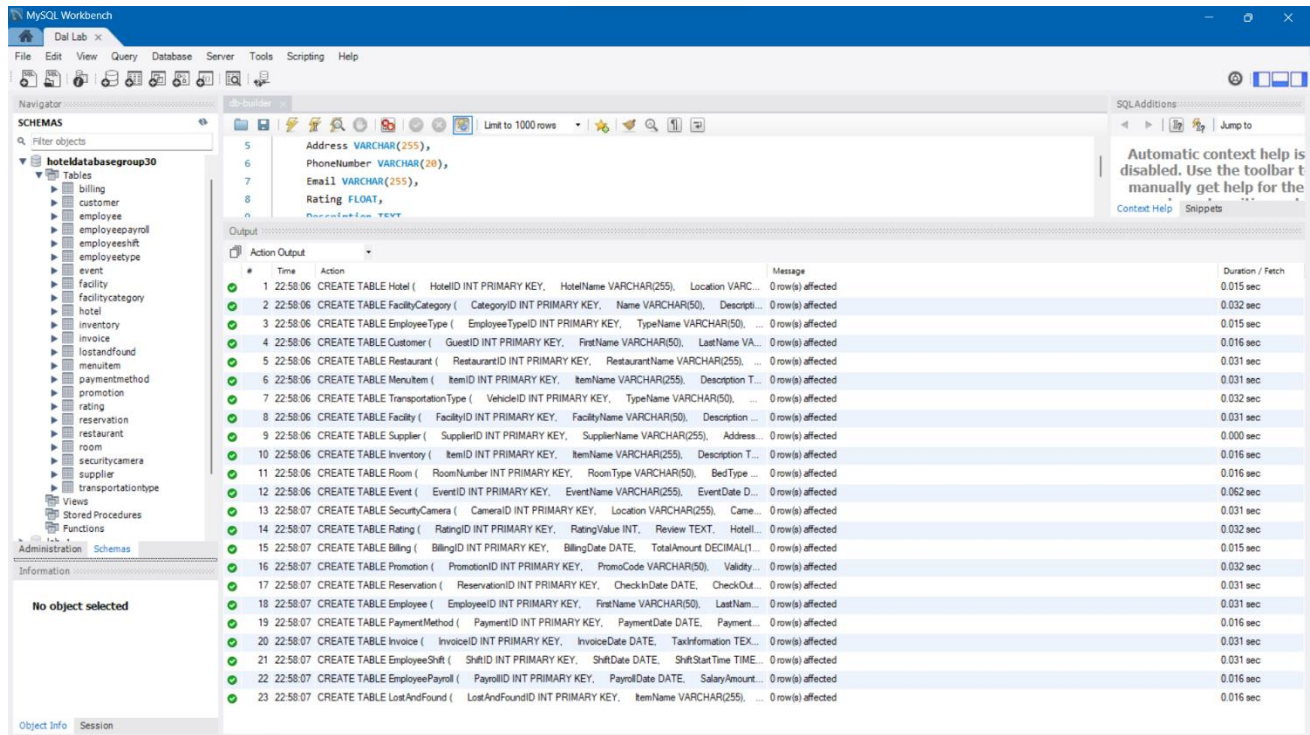 MySQL Workbench
Dal Lab
File Edit View Query Database Server Tools Scripting Help
Navigator
SCHEMAS
Filter objects
hoteldatabasegroup30
Tables
billing
customer
employee
employeepayroll
employeeshift
employeetype
event
facility
facilitycategory
hotel
inventory
invoice
lostandfound
menuitem
paymentmethod
promotion
rating
reservation
restaurant
room
securitycamera
supplier
transportationtype
Views
Stored Procedures
Functions
Administration Schemas
Information
No object selected
Object Info Session
db-builder
Limit to 1000 rows
5 Address VARCHAR(255),
6 PhoneNumber VARCHAR(20),
7 Email VARCHAR(255),
8 Rating FLOAT,
SQLAdditions
Jump to
Automatic context help is
disabled. Use the toolbar t
manually get help for the
Context Help Snippets
Output
Action Output
# Time Action Message Duration / Fetch
1 22:58:06 CREATE TABLE Hotel ( HotelID INT PRIMARY KEY, HotelName VARCHAR(255), Location VARC... 0 row(s) affected 0.015 sec
2 22:58:06 CREATE TABLE FacilityCategory ( CategoryID INT PRIMARY KEY, Name VARCHAR(50), Descripti... 0 row(s) affected 0.032 sec
3 22:58:06 CREATE TABLE EmployeeType ( EmployeeTypeID INT PRIMARY KEY, TypeName VARCHAR(50), ... 0 row(s) affected 0.015 sec
4 22:58:06 CREATE TABLE Customer ( GuestID INT PRIMARY KEY, FirstName VARCHAR(50), LastName VA... 0 row(s) affected 0.016 sec
5 22:58:06 CREATE TABLE Restaurant ( RestaurantID INT PRIMARY KEY, RestaurantName VARCHAR(255), ... 0 row(s) affected 0.031 sec
6 22:58:06 CREATE TABLE MenuItem ( ItemID INT PRIMARY KEY, ItemName VARCHAR(255), Description T... 0 row(s) affected 0.031 sec
7 22:58:06 CREATE TABLE TransportationType ( VehicleID INT PRIMARY KEY, TypeName VARCHAR(50), ... 0 row(s) affected 0.032 sec
8 22:58:06 CREATE TABLE Facility ( FacilityID INT PRIMARY KEY, FacilityName VARCHAR(50), Description ... 0 row(s) affected 0.031 sec
9 22:58:06 CREATE TABLE Supplier ( SupplierID INT PRIMARY KEY, SupplierName VARCHAR(255), Address... 0 row(s) affected 0.000 sec
10 22:58:06 CREATE TABLE Inventory ( ItemID INT PRIMARY KEY, ItemName VARCHAR(255), Description T... 0 row(s) affected 0.016 sec
11 22:58:06 CREATE TABLE Room ( RoomNumber INT PRIMARY KEY, RoomType VARCHAR(50), BedType ... 0 row(s) affected 0.016 sec
12 22:58:06 CREATE TABLE Event ( EventID INT PRIMARY KEY, EventName VARCHAR(255), EventDate D... 0 row(s) affected 0.062 sec
13 22:58:07 CREATE TABLE SecurityCamera ( CameraID INT PRIMARY KEY, Location VARCHAR(255), Came... 0 row(s) affected 0.031 sec
14 22:58:07 CREATE TABLE Rating ( RatingID INT PRIMARY KEY, RatingValue INT, Review TEXT, HotelI... 0 row(s) affected 0.032 sec
15 22:58:07 CREATE TABLE Billing ( BillingID INT PRIMARY KEY, BillingDate DATE, TotalAmount DECIMAL(1... 0 row(s) affected 0.015 sec
16 22:58:07 CREATE TABLE Promotion ( PromotionID INT PRIMARY KEY, PromoCode VARCHAR(50), Validity... 0 row(s) affected 0.032 sec
17 22:58:07 CREATE TABLE Reservation ( ReservationID INT PRIMARY KEY, CheckInDate DATE, CheckOut... 0 row(s) affected 0.031 sec
18 22:58:07 CREATE TABLE Employee ( EmployeeID INT PRIMARY KEY, FirstName VARCHAR(50), LastNam... 0 row(s) affected 0.031 sec
19 22:58:07 CREATE TABLE PaymentMethod ( PaymentID INT PRIMARY KEY, PaymentDate DATE, Payment... 0 row(s) affected 0.016 sec
20 22:58:07 CREATE TABLE Invoice ( InvoiceID INT PRIMARY KEY, InvoiceDate DATE, TaxInformation TEX... 0 row(s) affected 0.031 sec
21 22:58:07 CREATE TABLE EmployeeShift ( ShiftID INT PRIMARY KEY, ShiftDate DATE, ShiftStartTime TIME... 0 row(s) affected 0.031 sec
22 22:58:07 CREATE TABLE EmployeePayroll ( PayrollID INT PRIMARY KEY, PayrollDate DATE, SalaryAmount... 0 row(s) affected 0.016 sec
23 22:58:07 CREATE TABLE LostAndFound ( LostAndFoundID INT PRIMARY KEY, ItemName VARCHAR(255), ... 0 row(s) affected 0.016 sec